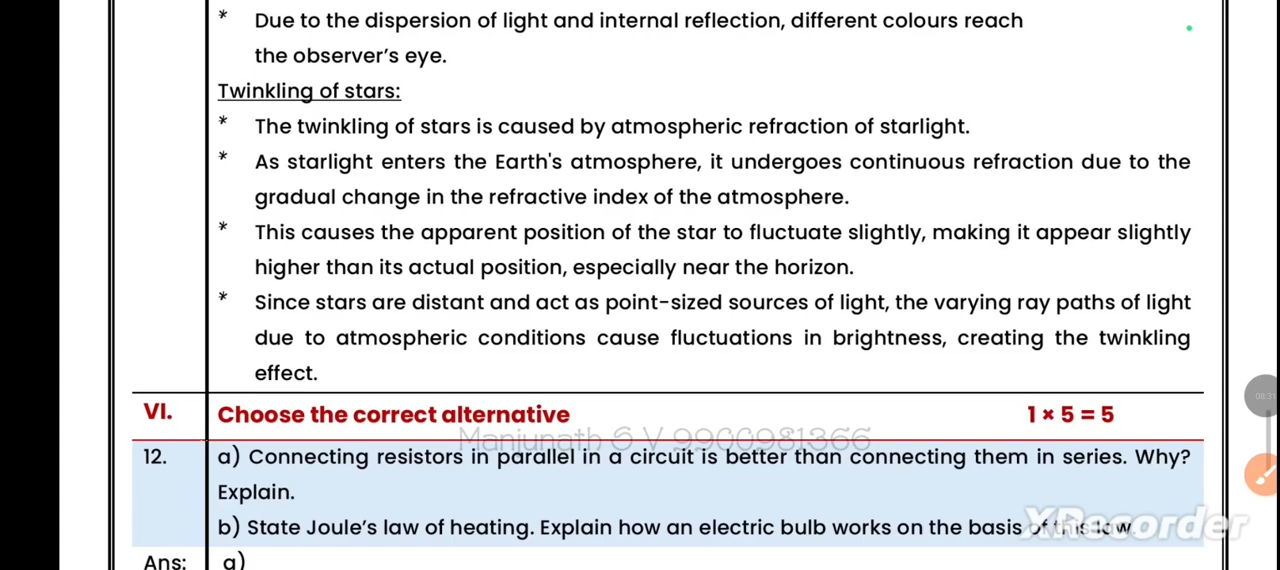 * Due to the dispersion of light and internal reflection, different colours reach
the observer's eye.
Twinkling of stars:
* The twinkling of stars is caused by atmospheric refraction of starlight.
* As starlight enters the Earth's atmosphere, it undergoes continuous refraction due to the
gradual change in the refractive index of the atmosphere.
* This causes the apparent position of the star to fluctuate slightly, making it appear slightly
higher than its actual position, especially near the horizon.
* Since stars are distant and act as point-sized sources of light, the varying ray paths of light
due to atmospheric conditions cause fluctuations in brightness, creating the twinkling
effect.
VI. Choose the correct alternative 1 × 5 = 5
Manjunath S V 9900981366
12. a) Connecting resistors in parallel in a circuit is better than connecting them in series. Why?
Explain.
b) State Joule's law of heating. Explain how an electric bulb works on the basis of this law.
XRecorder
Ans: a)
08:31